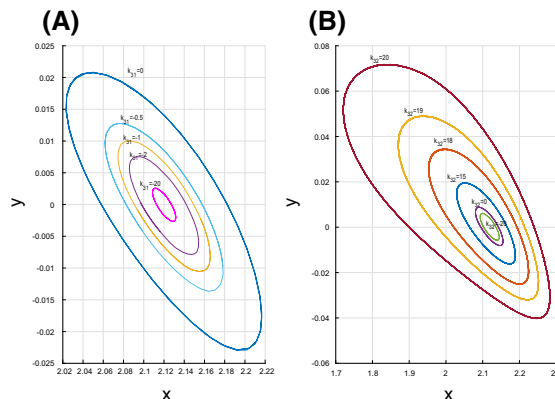 (A)
(B)
0.025
0.02
0.015
0.01
0.005
0
-0.005
-0.01
-0.015
-0.02
-0.025
y
k31=0
k31=-0.5
k31=-1
k31=-2
k31=-20
2.02 2.04 2.06 2.08 2.1 2.12 2.14 2.16 2.18 2.2 2.22
x
0.08
0.06
0.04
0.02
0
-0.02
-0.04
-0.06
y
k32=20
k32=19
k32=18
k32=15
k32=0
1.7 1.8 1.9 2 2.1 2.2
x